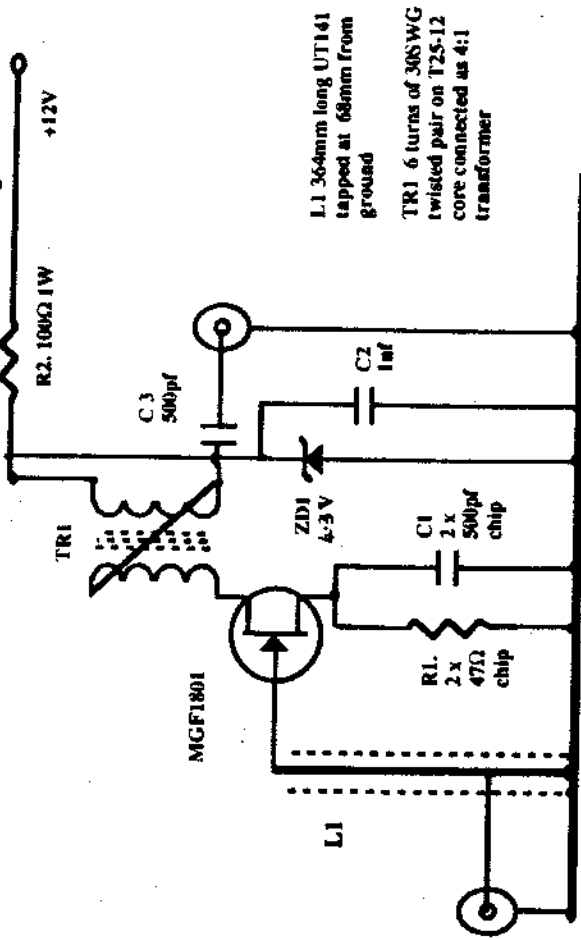 +12V
R2. 100Ω 1W
TR1
C 3
500pf
MGF1801
ZD1
4·3 V
C2
1nf
R1.
2 x
47Ω
chip
C1
2 x
500pf
chip
L1
L1 364mm long UT141
tapped at 68mm from
ground
TR1 6 turns of 30SWG
twisted pair on T25-12
core connected as 4:1
transformer